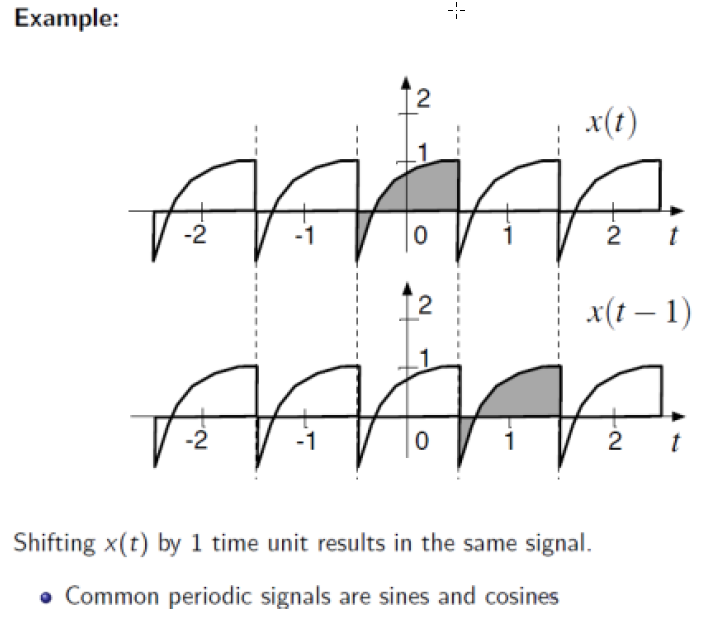 Example:
2
x(t)
1
-2 -1 0 1 2 t
2
x(t − 1)
1
-2 -1 0 1 2 t
Shifting x(t) by 1 time unit results in the same signal.
• Common periodic signals are sines and cosines